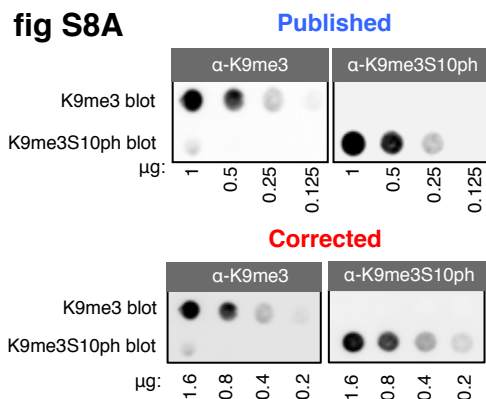 fig S8A
Published
α-K9me3 α-K9me3S10ph
K9me3 blot
K9me3S10ph blot
μg: 1 0.5 0.25 0.125 1 0.5 0.25 0.125
Corrected
α-K9me3 α-K9me3S10ph
K9me3 blot
K9me3S10ph blot
μg: 1.6 0.8 0.4 0.2 1.6 0.8 0.4 0.2